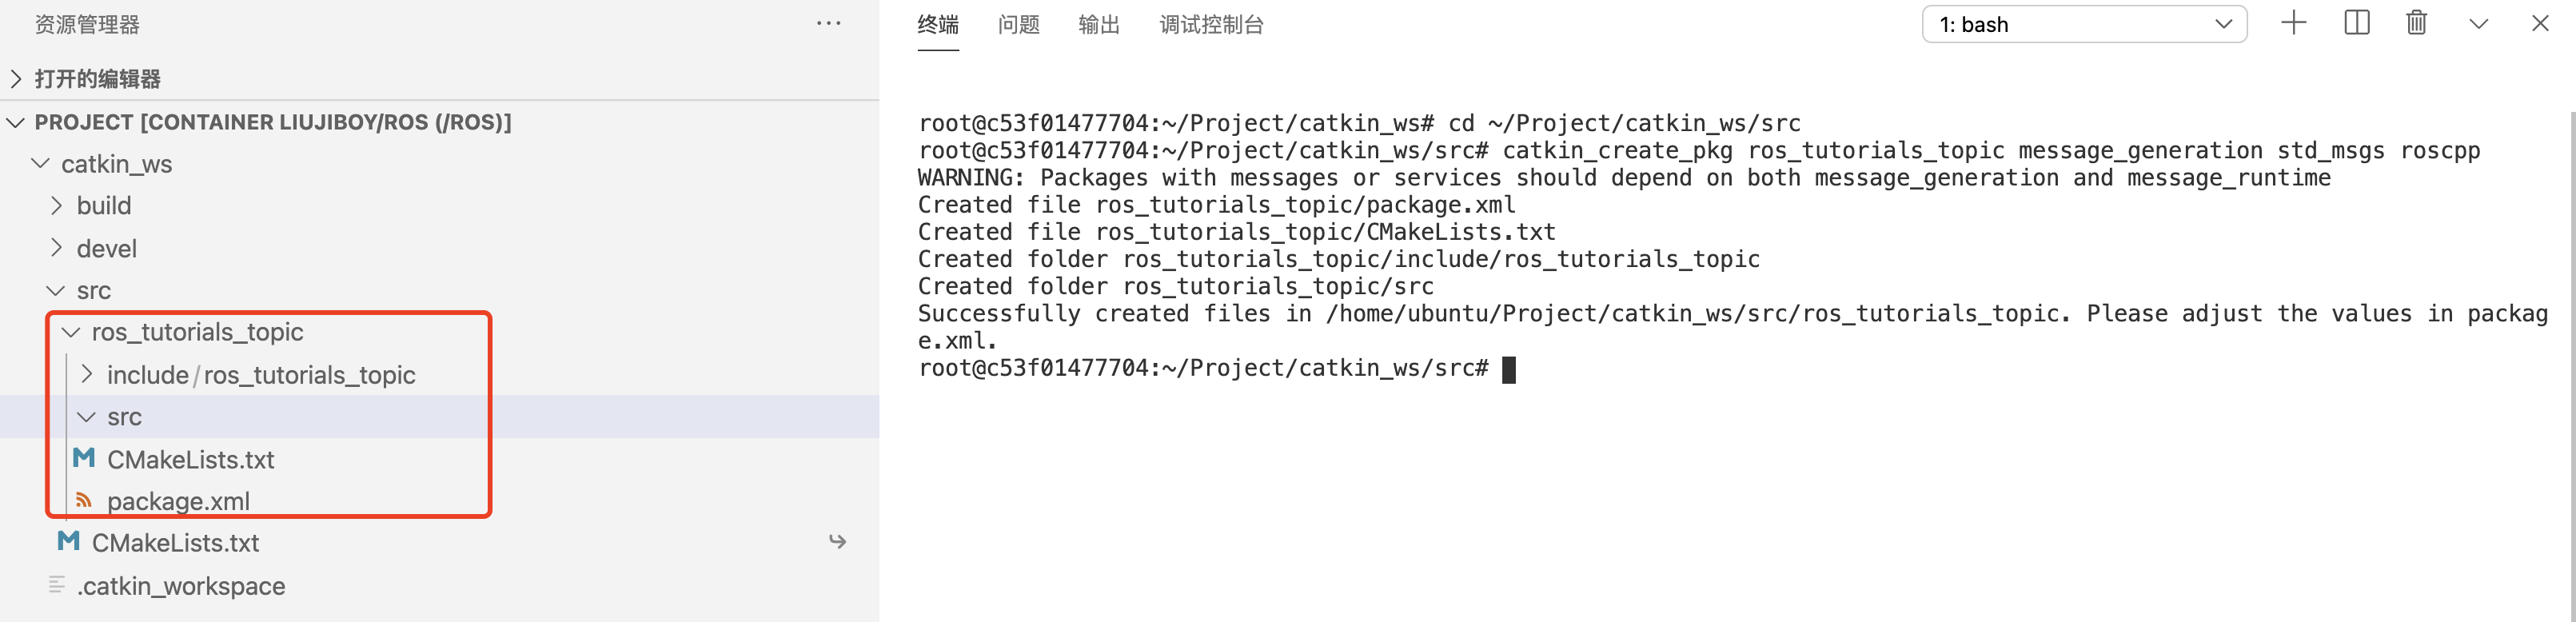 资源管理器
打开的编辑器
PROJECT [CONTAINER LIUJIBOY/ROS (/ROS)]
catkin_ws
build
devel
src
ros_tutorials_topic
include/ros_tutorials_topic
src
CMakeLists.txt
package.xml
CMakeLists.txt
.catkin_workspace
终端 问题 输出 调试控制台 1: bash
root@c53f01477704:~/Project/catkin_ws# cd ~/Project/catkin_ws/src
root@c53f01477704:~/Project/catkin_ws/src# catkin_create_pkg ros_tutorials_topic message_generation std_msgs roscpp
WARNING: Packages with messages or services should depend on both message_generation and message_runtime
Created file ros_tutorials_topic/package.xml
Created file ros_tutorials_topic/CMakeLists.txt
Created folder ros_tutorials_topic/include/ros_tutorials_topic
Created folder ros_tutorials_topic/src
Successfully created files in /home/ubuntu/Project/catkin_ws/src/ros_tutorials_topic. Please adjust the values in packag
e.xml.
root@c53f01477704:~/Project/catkin_ws/src#